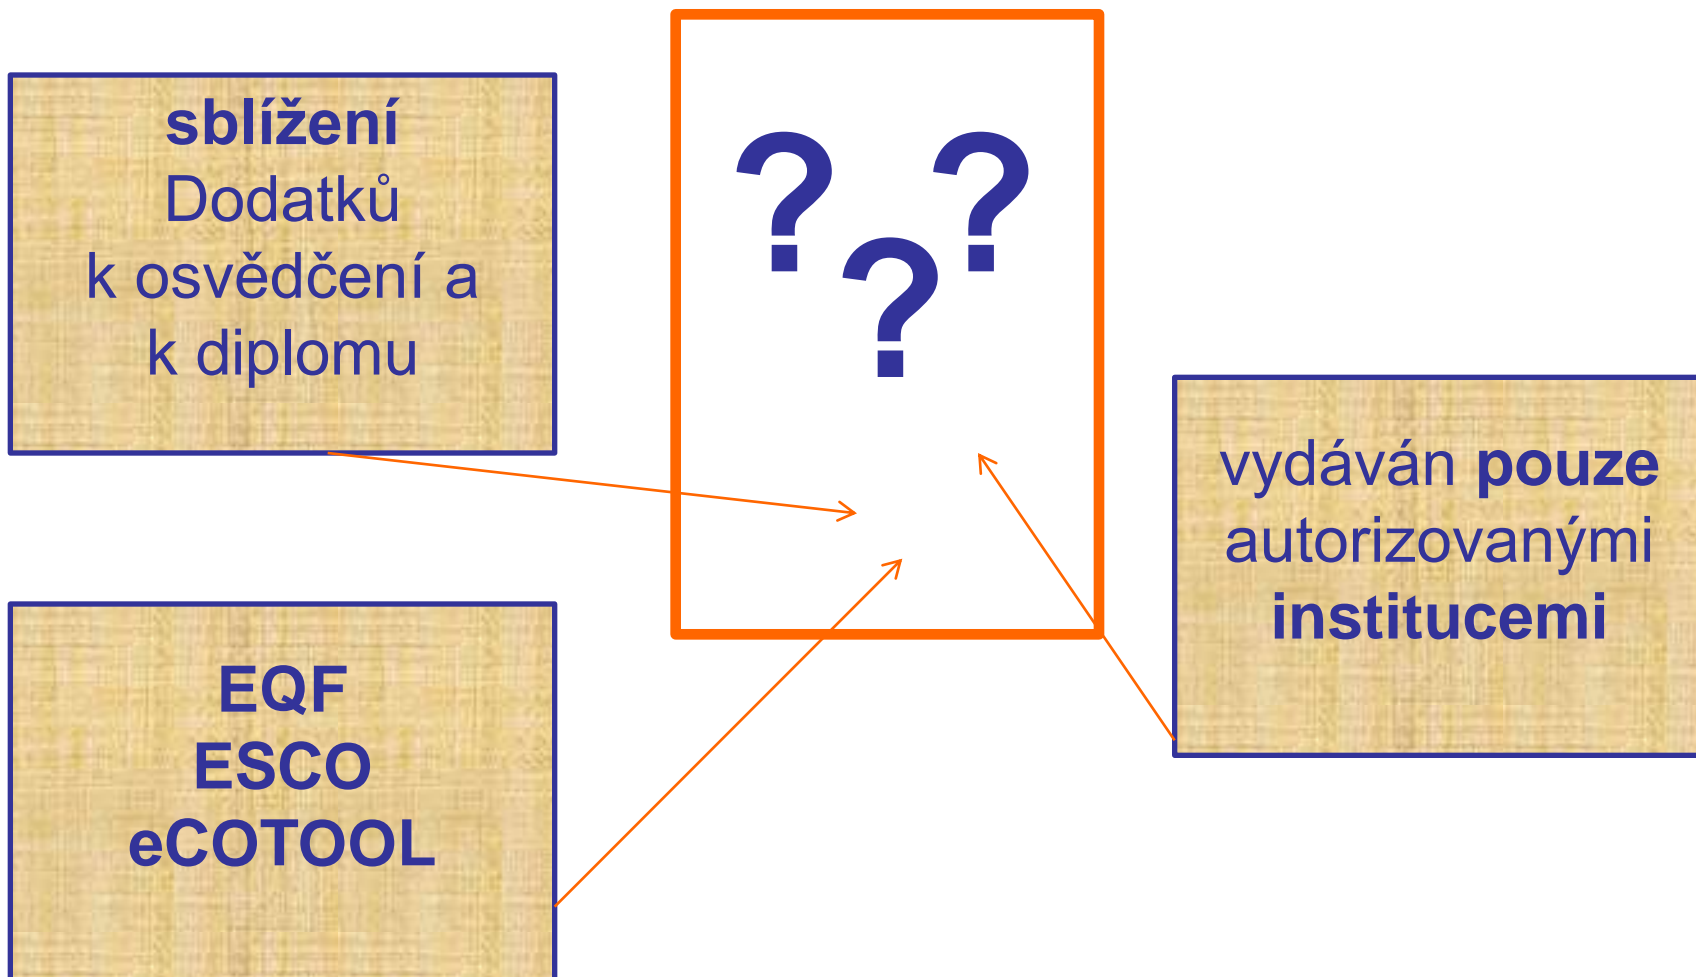 sblížení
Dodatků
k osvědčení a
k diplomu
? ?
?
vydáván pouze
autorizovanými
institucemi
EQF
ESCO
eCOTOOL